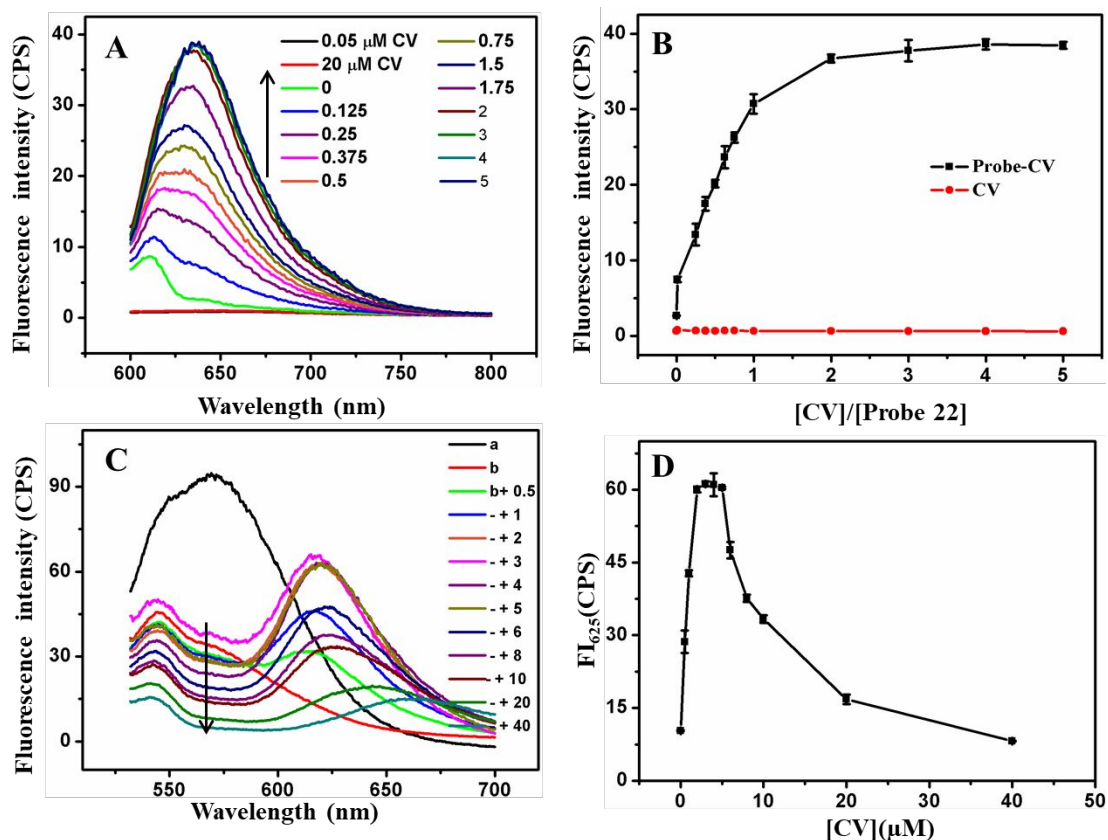 A
Fluorescence intensity (CPS)
40
30
20
10
0
600 650 700 750 800
Wavelength (nm)
0.05 μM CV
20 μM CV
0
0.125
0.25
0.375
0.5
0.75
1.5
1.75
2
3
4
5
B
Fluorescence intensity (CPS)
40
30
20
10
0
0 1 2 3 4 5
[CV]/[Probe 22]
Probe-CV
CV
C
Fluorescence intensity (CPS)
90
60
30
0
550 600 650 700
Wavelength (nm)
a
b
b+ 0.5
- + 1
- + 2
- + 3
- + 4
- + 5
- + 6
- + 8
- + 10
- + 20
- + 40
D
FI625(CPS)
75
60
45
30
15
0
0 10 20 30 40 50
[CV](μM)